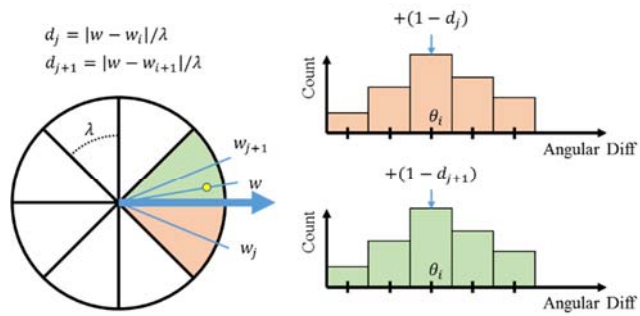 d_j = |w − w_i|/λ
d_{j+1} = |w − w_{i+1}|/λ
λ
w_{j+1}
w
w_j
+(1 − d_j)
Count
θ_i
Angular Diff
+(1 − d_{j+1})
Count
θ_i
Angular Diff